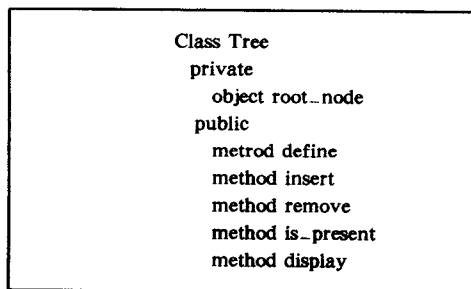 Class Tree
private
object root_node
public
metrod define
method insert
method remove
method is_present
method display